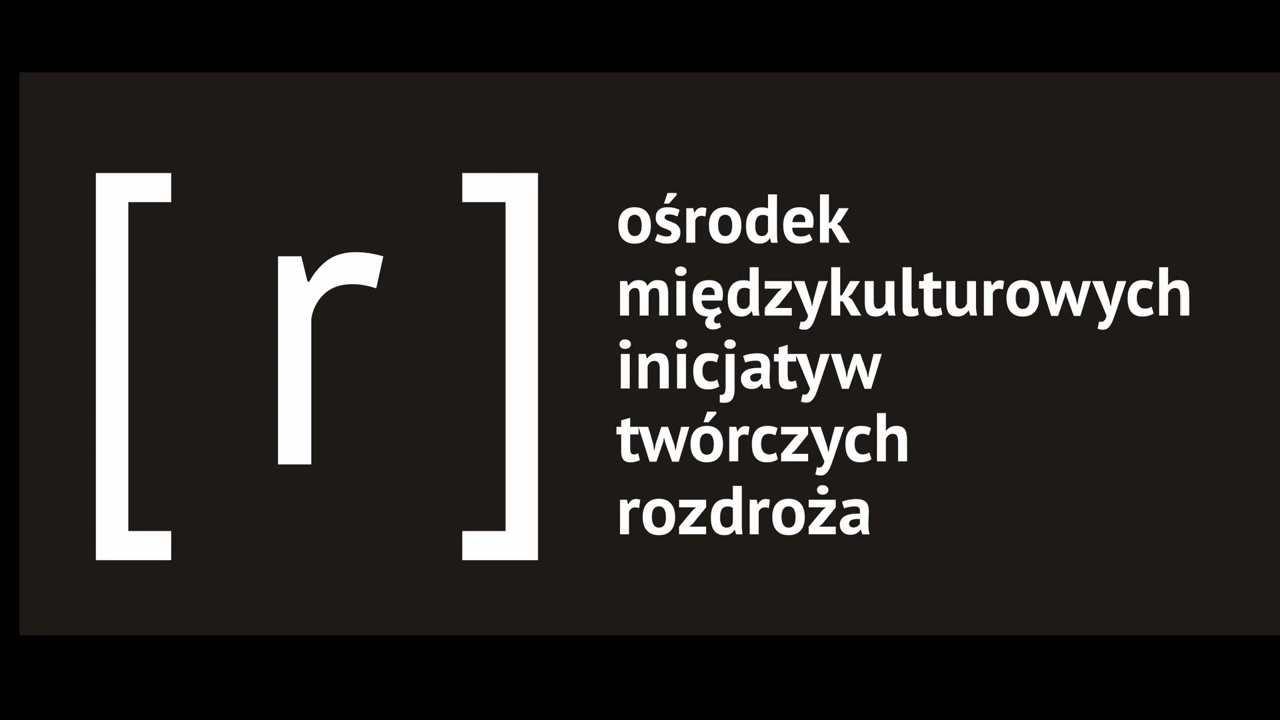 [ r ]
ośrodek
międzykulturowych
inicjatyw
twórczych
rozdroża